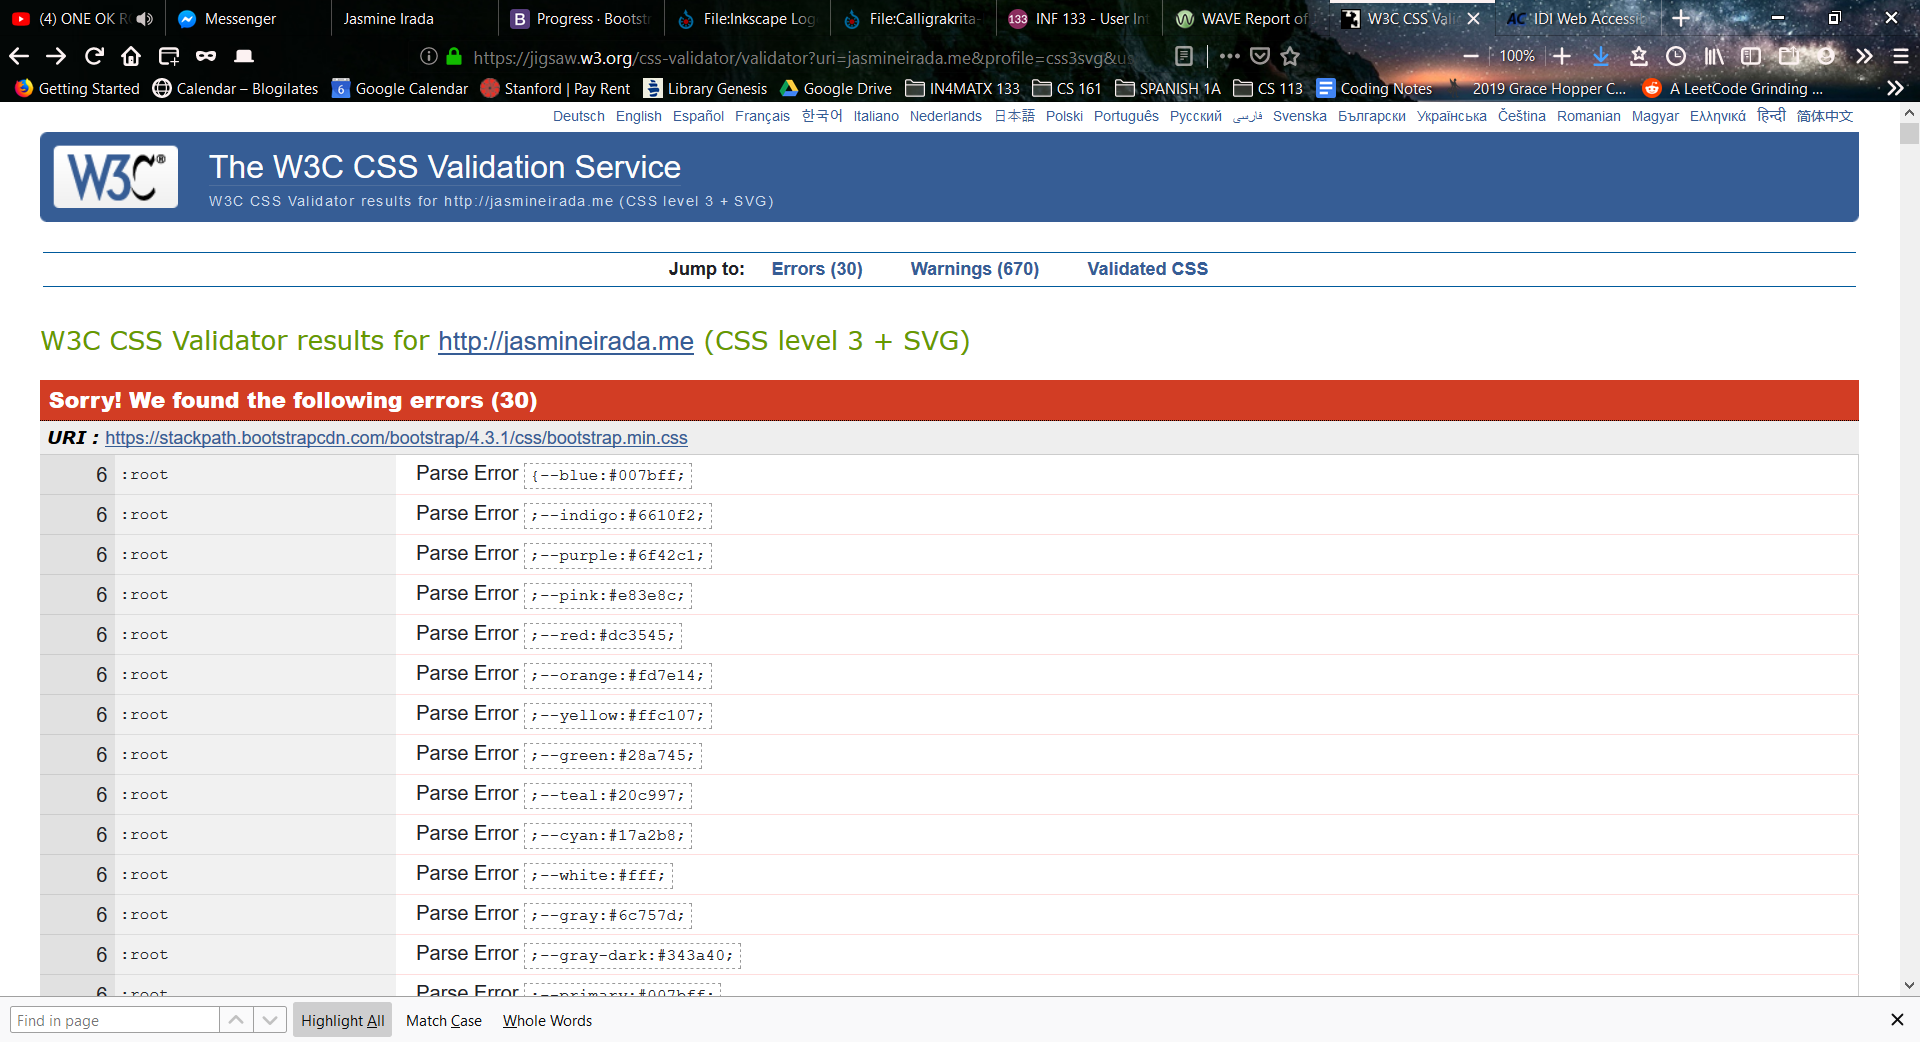 (4) ONE OK R
Messenger
Jasmine Irada
Progress · Bootstr
File:Inkscape Log
File:Calligrakrita-
133 INF 133 - User Int
WAVE Report of
W3C CSS Valid
AC IDI Web Accessib
https://jigsaw.w3.org/css-validator/validator?uri=jasmineirada.me&profile=css3svg&us
100%
Getting Started
Calendar – Blogilates
6 Google Calendar
Stanford | Pay Rent
Library Genesis
Google Drive
IN4MATX 133
CS 161
SPANISH 1A
CS 113
Coding Notes
2019 Grace Hopper C...
A LeetCode Grinding ...
Deutsch English Español Français 한국어 Italiano Nederlands 日本語 Polski Português Русский فارسی Svenska Български Українська Čeština Romanian Magyar Ελληνικά हिन्दी 简体中文
W3C®
The W3C CSS Validation Service
W3C CSS Validator results for http://jasmineirada.me (CSS level 3 + SVG)
Jump to: Errors (30) Warnings (670) Validated CSS
W3C CSS Validator results for http://jasmineirada.me (CSS level 3 + SVG)
Sorry! We found the following errors (30)
URI : https://stackpath.bootstrapcdn.com/bootstrap/4.3.1/css/bootstrap.min.css
6 :root Parse Error {--blue:#007bff;
6 :root Parse Error ;--indigo:#6610f2;
6 :root Parse Error ;--purple:#6f42c1;
6 :root Parse Error ;--pink:#e83e8c;
6 :root Parse Error ;--red:#dc3545;
6 :root Parse Error ;--orange:#fd7e14;
6 :root Parse Error ;--yellow:#ffc107;
6 :root Parse Error ;--green:#28a745;
6 :root Parse Error ;--teal:#20c997;
6 :root Parse Error ;--cyan:#17a2b8;
6 :root Parse Error ;--white:#fff;
6 :root Parse Error ;--gray:#6c757d;
6 :root Parse Error ;--gray-dark:#343a40;
6 :root Parse Error ;--primary:#007bff;
Find in page
Highlight All
Match Case
Whole Words